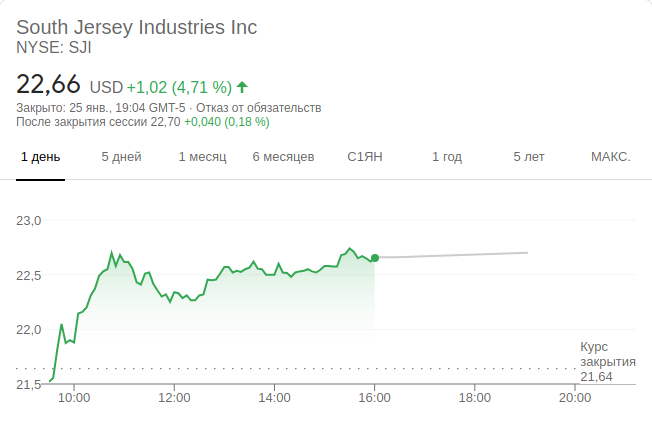 South Jersey Industries Inc
NYSE: SJI
22,66 USD +1,02 (4,71 %)
Закрыто: 25 янв., 19:04 GMT-5 · Отказ от обязательств
После закрытия сессии 22,70 +0,040 (0,18 %)
1 день 5 дней 1 месяц 6 месяцев С1ЯН 1 год 5 лет МАКС.
23,0
22,5
22,0
Курс
закрытия
21,64
21,5
10:00 12:00 14:00 16:00 18:00 20:00